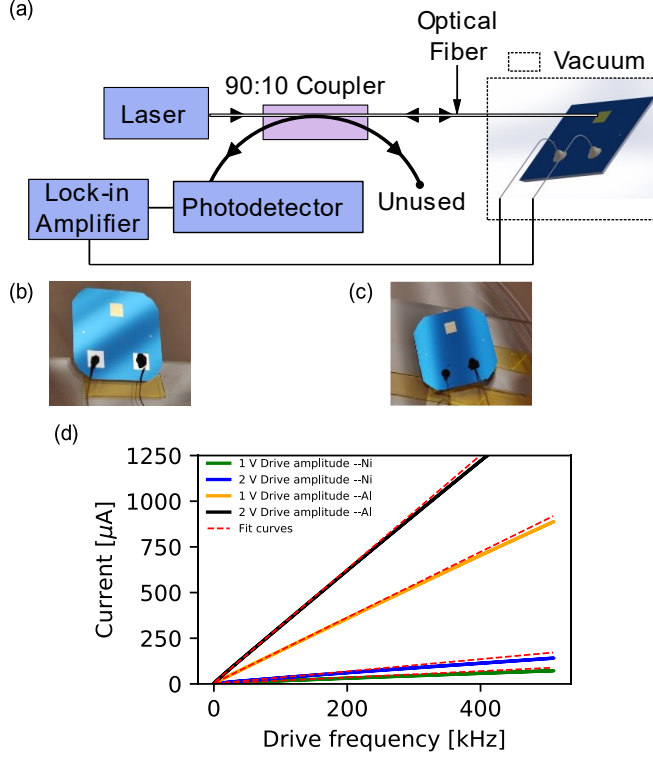 (a)
Optical
Fiber
Vacuum
90:10 Coupler
Laser
Lock-in
Amplifier
Photodetector
Unused
(b)
(c)
(d)
1250
1000
750
500
250
0
Current [μA]
1 V Drive amplitude --Ni
2 V Drive amplitude --Ni
1 V Drive amplitude --Al
2 V Drive amplitude --Al
Fit curves
0
200
400
Drive frequency [kHz]